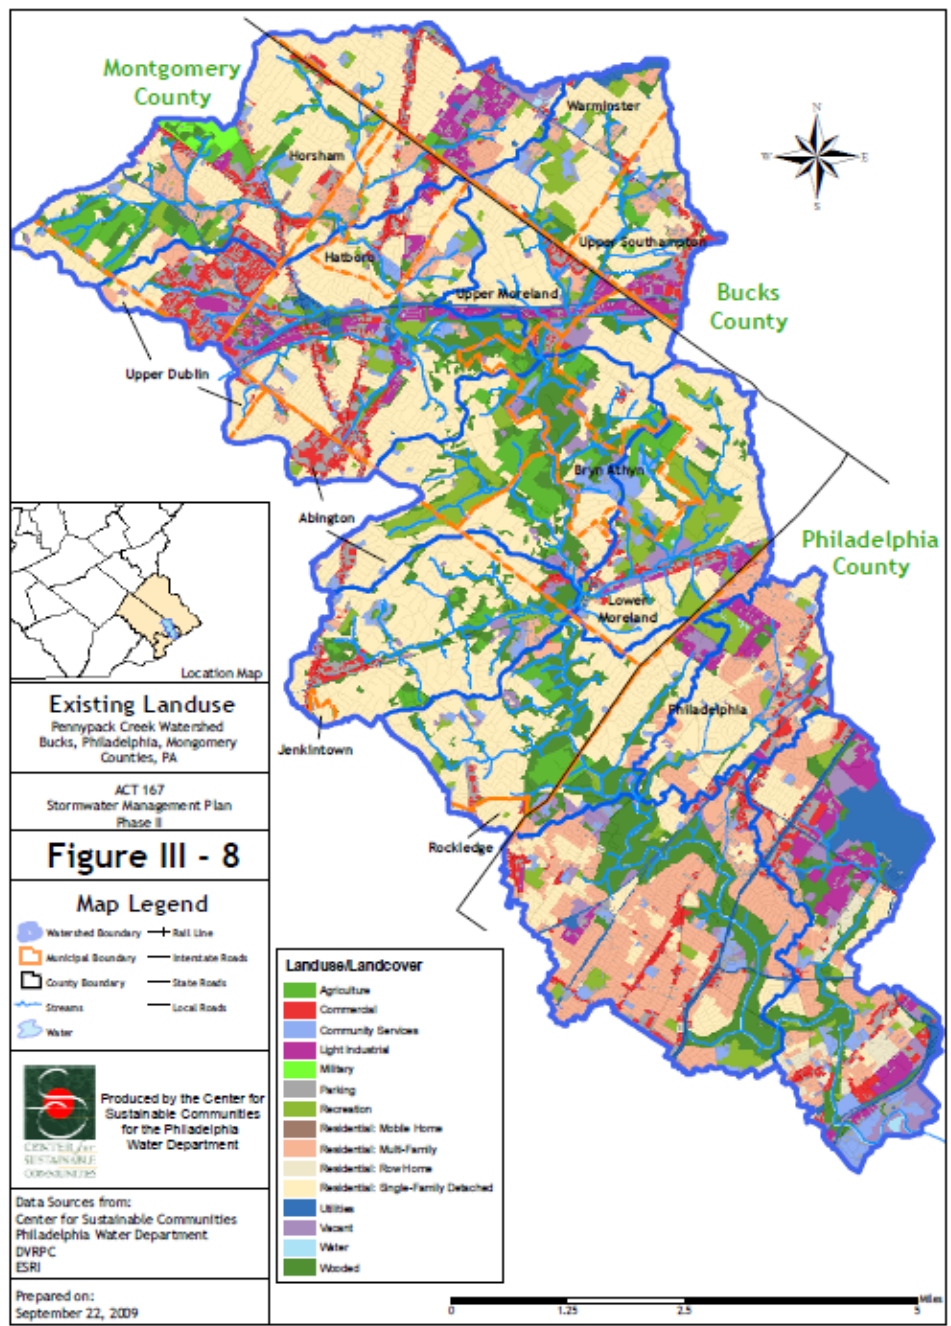 Montgomery
County
Warminster
N
W
E
S
Horsham
Upper Southampton
Hatboro
Upper Moreland
Bucks
County
Upper Dublin
Bryn Athyn
Abington
Philadelphia
County
Lower
Moreland
Location Map
Existing Landuse
Pennypack Creek Watershed
Bucks, Philadelphia, Mongomery
Counties, PA
Philadelphia
Jenkintown
ACT 167
Stormwater Management Plan
Phase II
Rockledge
Figure III - 8
Map Legend
Watershed Boundary
Rail Line
Municipal Boundary
Interstate Roads
County Boundary
State Roads
Streams
Local Roads
Water
Landuse/Landcover
Agriculture
Commercial
Community Services
Light Industrial
Military
Parking
Recreation
Residential: Mobile Home
Residential: Multi-Family
Residential: Row Home
Residential: Single-Family Detached
Utilities
Vacant
Water
Wooded
Produced by the Center for
Sustainable Communities
for the Philadelphia
Water Department
CENTER for
SUSTAINABLE
COMMUNITIES
Data Sources from:
Center for Sustainable Communities
Philadelphia Water Department
DVRPC
ESRI
Prepared on:
September 22, 2009
Miles
0
1.25
2.5
5